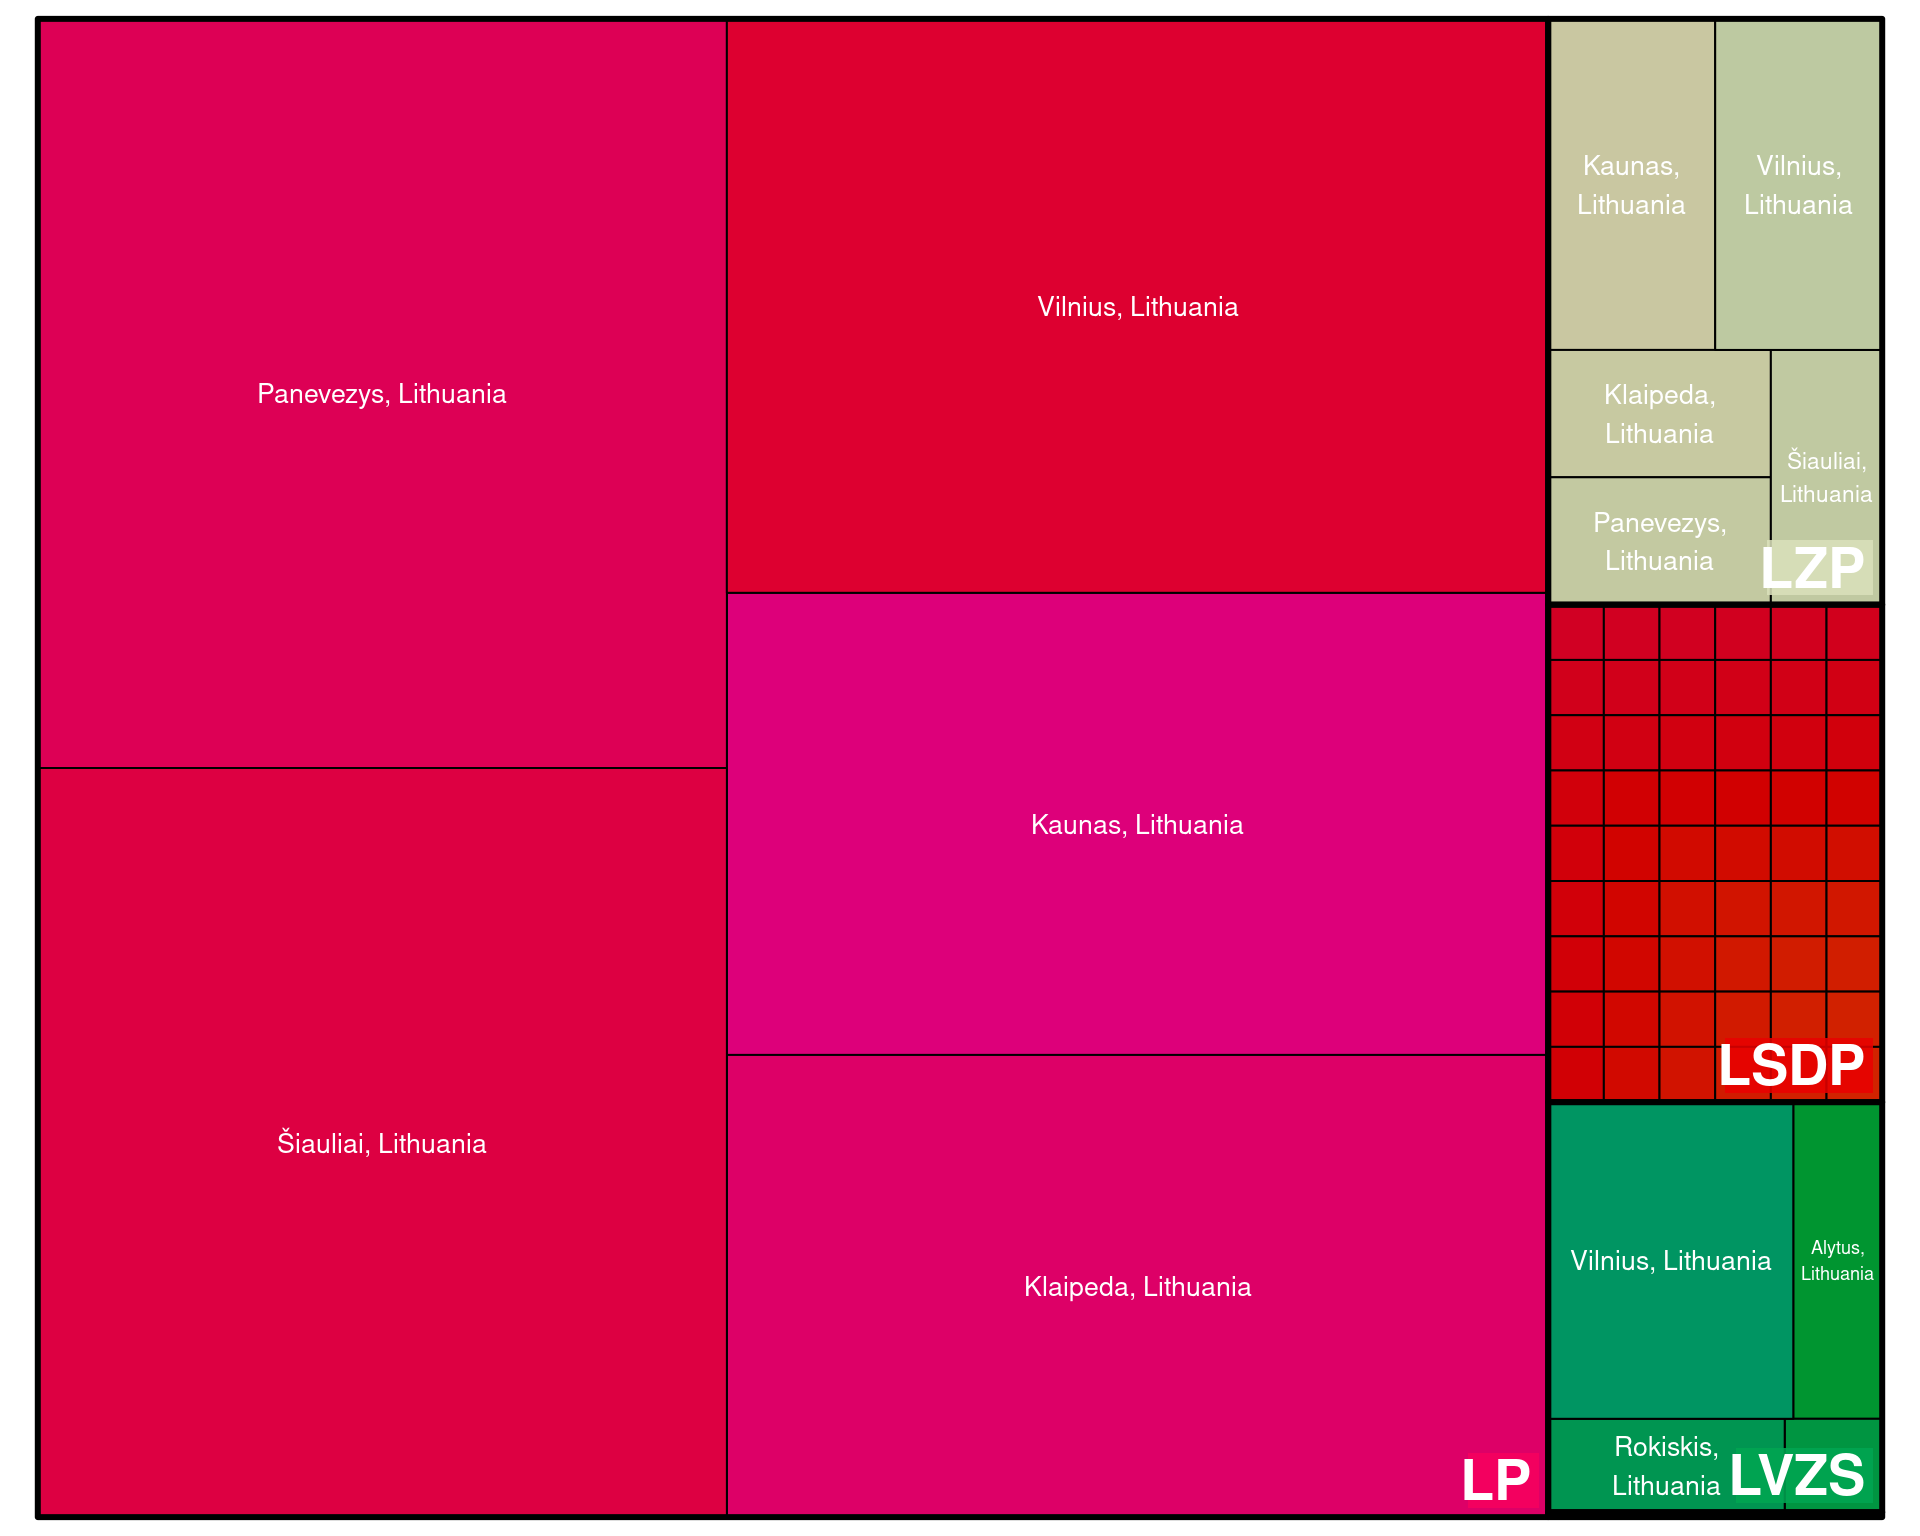 Panevezys, Lithuania
Šiauliai, Lithuania
Vilnius, Lithuania
Kaunas, Lithuania
Klaipeda, Lithuania
LP
Kaunas,
Lithuania
Vilnius,
Lithuania
Klaipeda,
Lithuania
Šiauliai,
Lithuania
Panevezys,
Lithuania
LZP
LSDP
Vilnius, Lithuania
Alytus,
Lithuania
Rokiskis,
Lithuania
LVZS